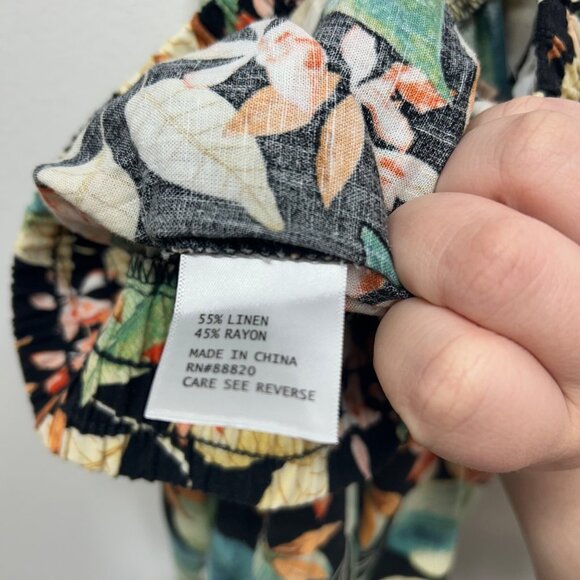 55% LINEN
45% RAYON
MADE IN CHINA
RN#88820
CARE SEE REVERSE